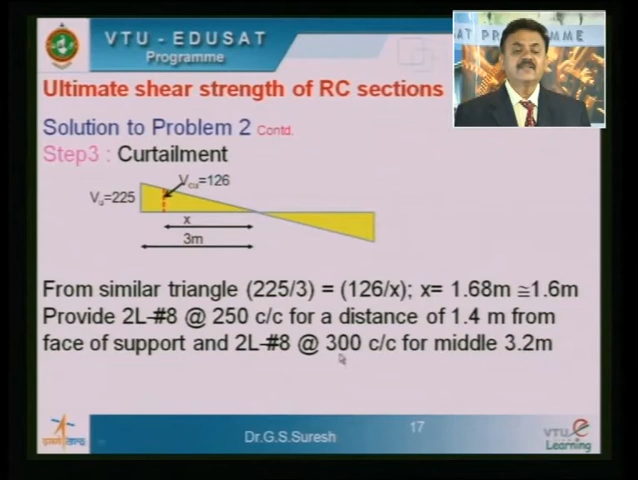 VTU - EDUSAT
Programme
AT PROGRAMME
Ultimate shear strength of RC sections
Solution to Problem 2 Contd.
Step3 : Curtailment
Vcu=126
Vu=225
x
3m
From similar triangle (225/3) = (126/x); x= 1.68m ≅1.6m
Provide 2L-#8 @ 250 c/c for a distance of 1.4 m from
face of support and 2L-#8 @ 300 c/c for middle 3.2m
Dr.G.S.Suresh
17
VTU e
Learning